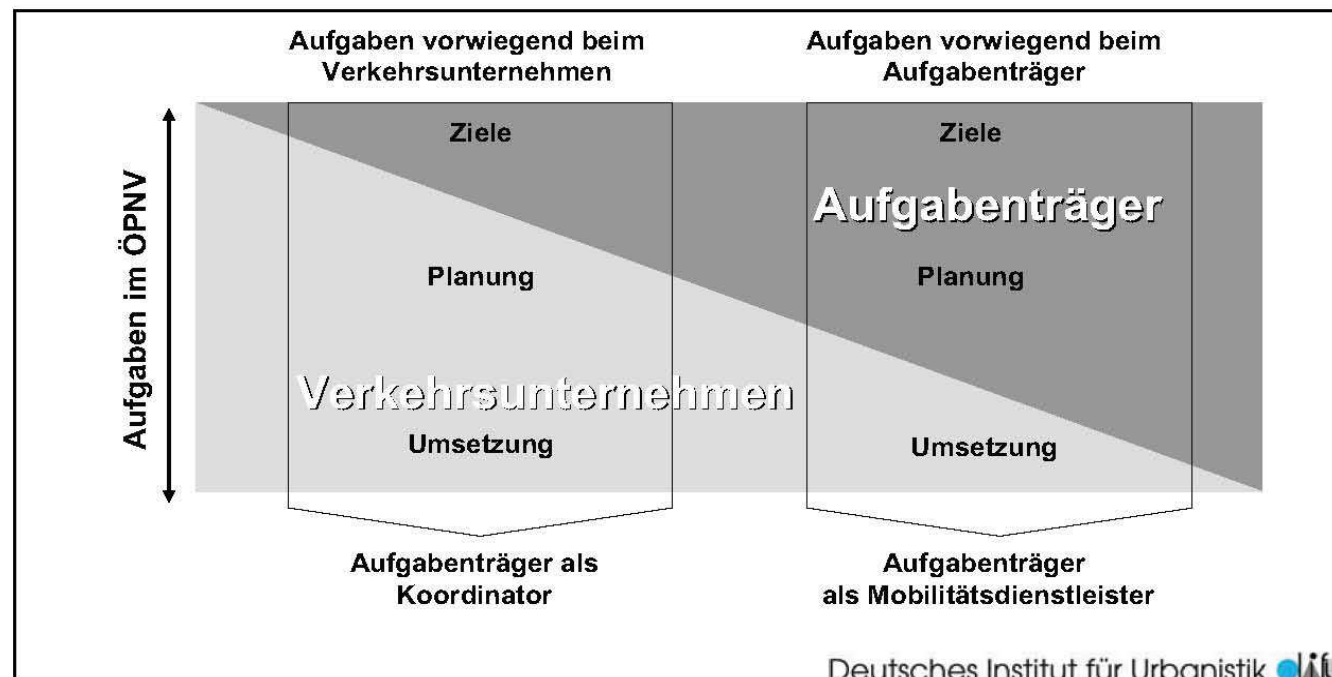 Aufgaben vorwiegend beim
Verkehrsunternehmen
Aufgaben vorwiegend beim
Aufgabenträger
Aufgaben im ÖPNV
Ziele
Ziele
Aufgabenträger
Planung
Planung
Verkehrsunternehmen
Umsetzung
Umsetzung
Aufgabenträger als
Koordinator
Aufgabenträger
als Mobilitätsdienstleister
Deutsches Institut für Urbanistik